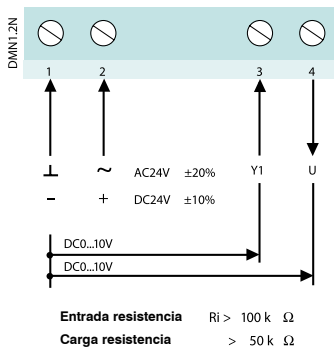 DMN1.2N
1 2 3 4
⊥ ~ AC24V ±20% Y1 U
− + DC24V ±10%
DC0...10V
DC0...10V
Entrada resistencia Ri > 100 k Ω
Carga resistencia > 50 k Ω